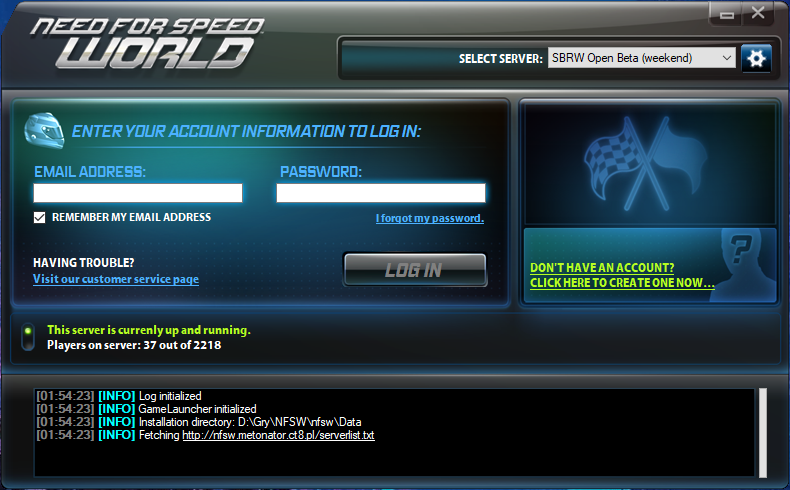 NEED FOR SPEED
WORLD
SELECT SERVER: SBRW Open Beta (weekend)
ENTER YOUR ACCOUNT INFORMATION TO LOG IN:
EMAIL ADDRESS: PASSWORD:
REMEMBER MY EMAIL ADDRESS I forgot my password.
HAVING TROUBLE?
Visit our customer service page
LOG IN
DON'T HAVE AN ACCOUNT?
CLICK HERE TO CREATE ONE NOW...
This server is currenly up and running.
Players on server: 37 out of 2218
[01:54:23] [INFO] Log initialized
[01:54:23] [INFO] GameLauncher initialized
[01:54:23] [INFO] Installation directory: D:\Gry\NFSW\nfsw\Data
[01:54:23] [INFO] Fetching http://nfsw.metonator.ct8.pl/serverlist.txt